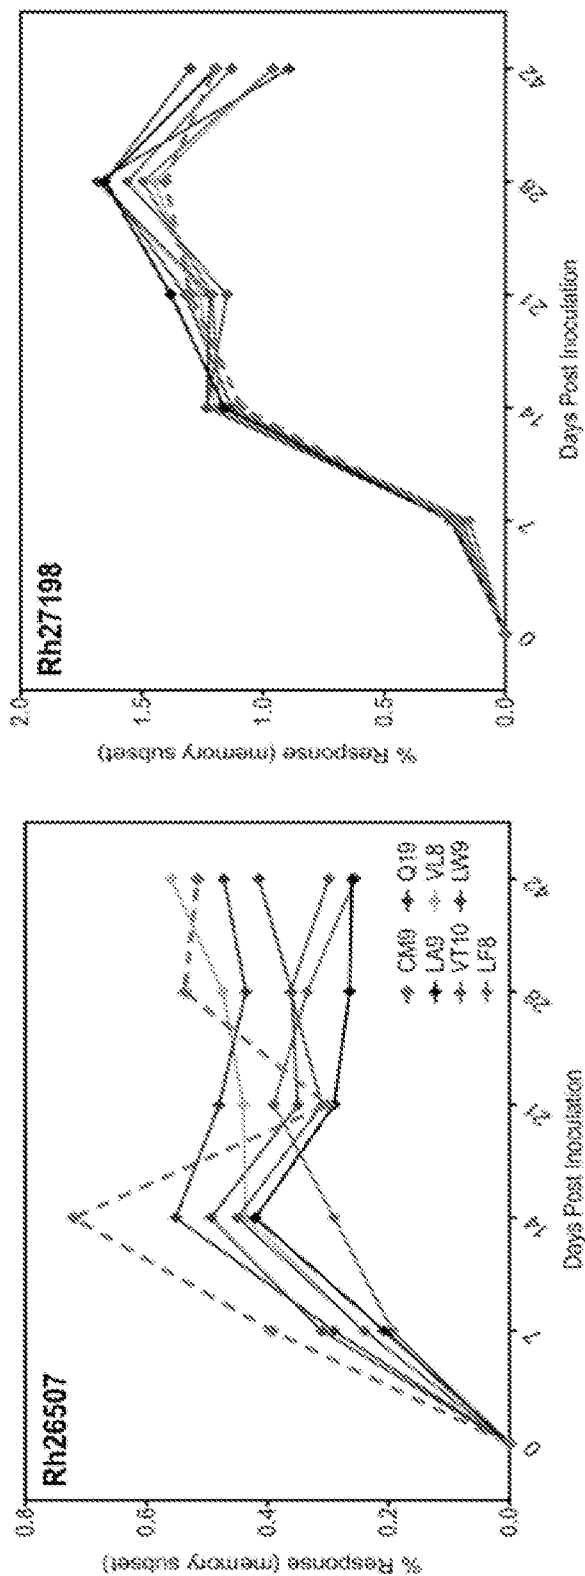 Rh26507
% Response (memory subset)
0.8
0.6
0.4
0.2
0.0
0
7
14
21
28
42
Days Post Inoculation
CM9
Q19
LA9
VL8
VT10
LW9
LF8
Rh27198
% Response (memory subset)
2.0
1.5
1.0
0.5
0.0
0
7
14
21
28
42
Days Post Inoculation